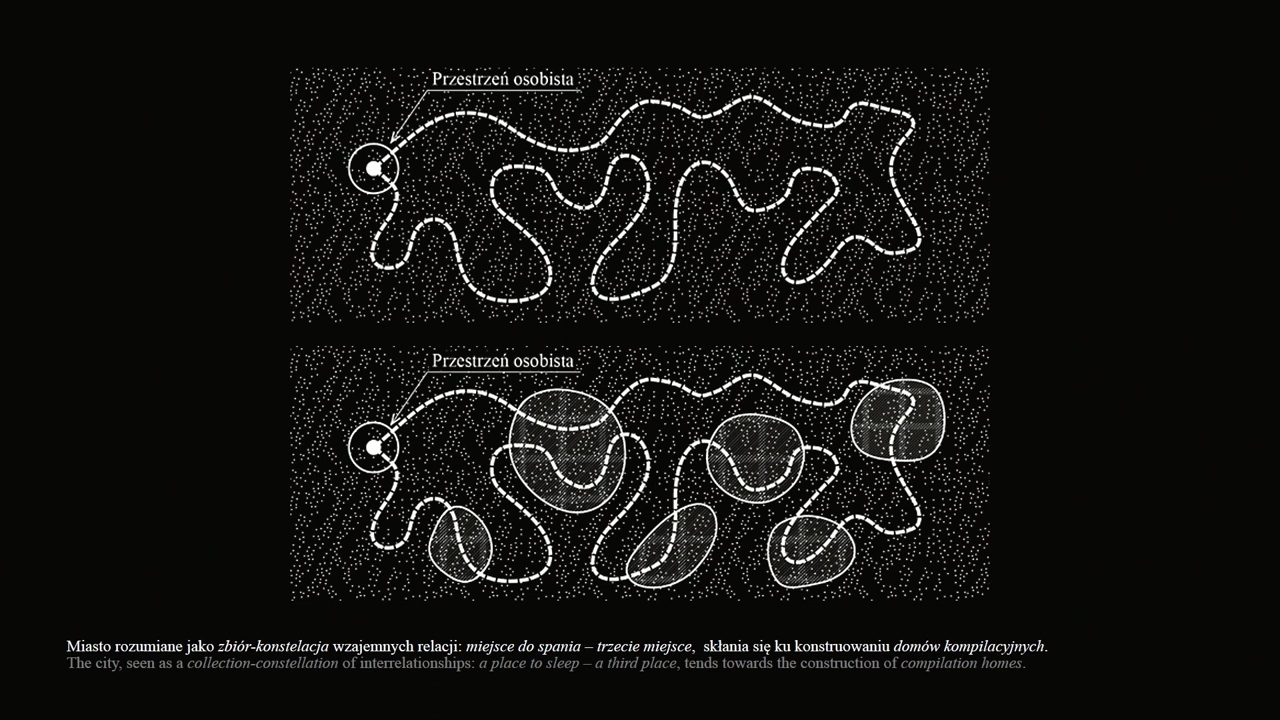 Przestrzeń osobista
Przestrzeń osobista
Miasto rozumiane jako zbiór-konstelacja wzajemnych relacji: miejsce do spania – trzecie miejsce, skłania się ku konstruowaniu domów kompilacyjnych.
The city, seen as a collection-constellation of interrelationships: a place to sleep – a third place, tends towards the construction of compilation homes.